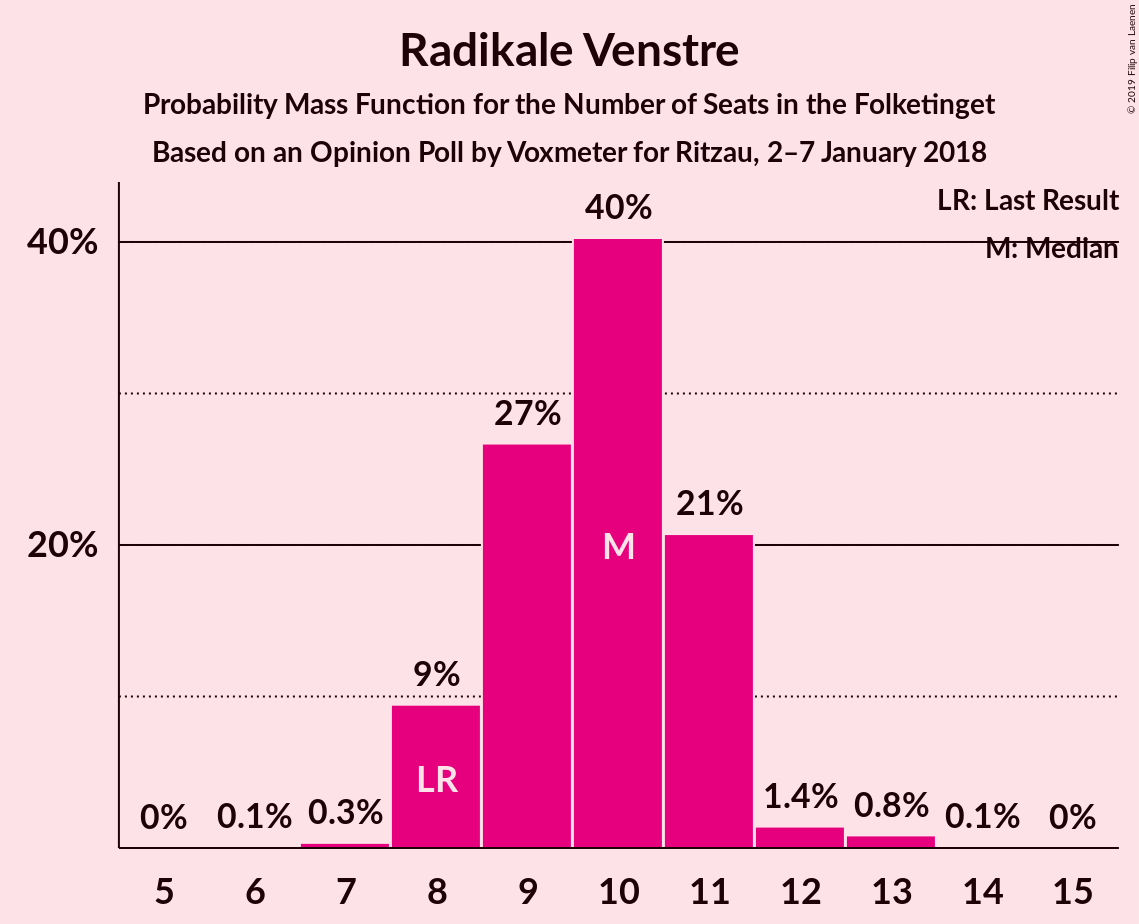 Radikale Venstre
Probability Mass Function for the Number of Seats in the Folketinget
Based on an Opinion Poll by Voxmeter for Ritzau, 2–7 January 2018
© 2019 Filip van Laenen
LR: Last Result
M: Median
40%
20%
0%
0.1%
0.3%
9%
27%
40%
21%
1.4%
0.8%
0.1%
0%
LR
M
5 6 7 8 9 10 11 12 13 14 15